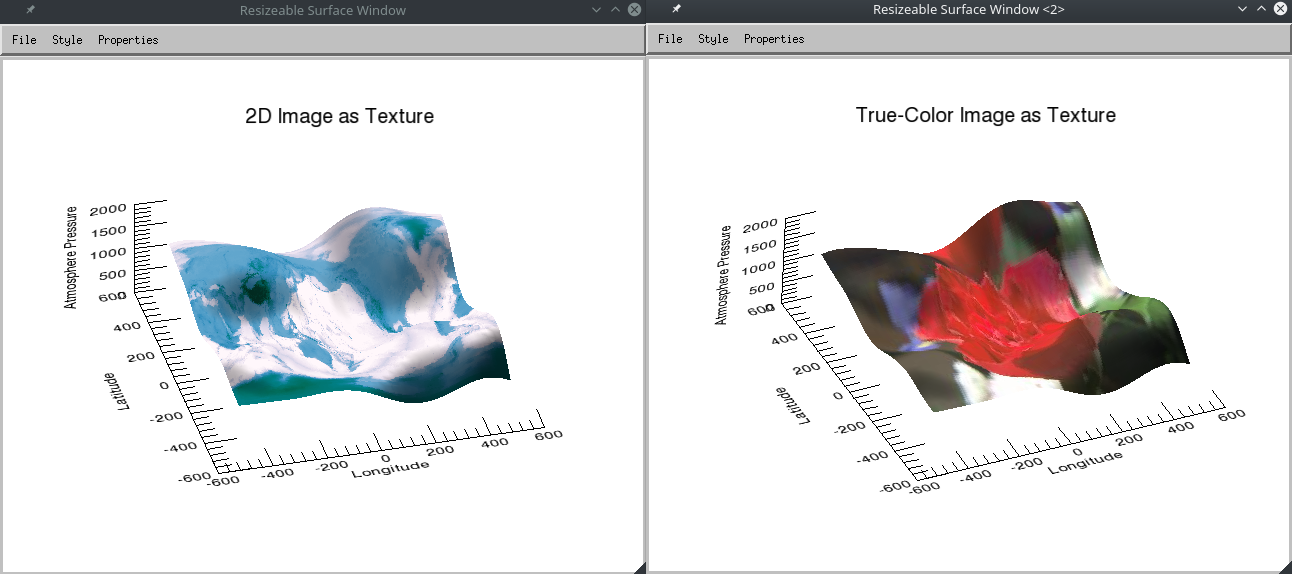 Resizeable Surface Window
File Style Properties
2D Image as Texture
Atmosphere Pressure
2000
1500
1000
500
0
600
400
200
0
-200
-400
-600
Latitude
-600 -400 -200 0 200 400 600
Longitude
Resizeable Surface Window <2>
File Style Properties
True-Color Image as Texture
Atmosphere Pressure
2000
1500
1000
500
0
600
400
200
0
-200
-400
-600
Latitude
-600 -400 -200 0 200 400 600
Longitude